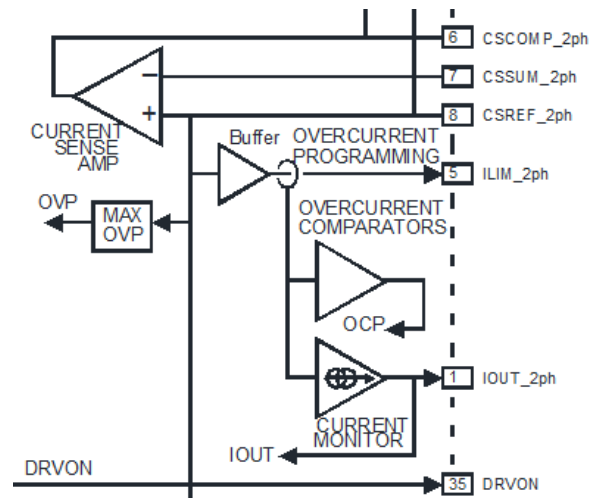 6 CSCOMP_2ph
7 CSSUM_2ph
8 CSREF_2ph
CURRENT
SENSE
AMP
Buffer
OVERCURRENT
PROGRAMMING
5 ILIM_2ph
OVP
MAX
OVP
OVERCURRENT
COMPARATORS
OCP
1 IOUT_2ph
CURRENT
MONITOR
IOUT
DRVON
35 DRVON